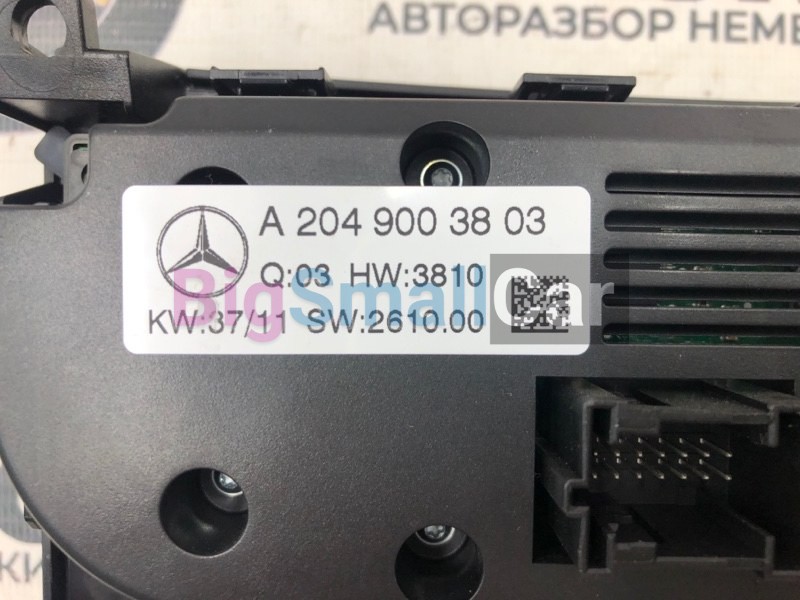 АВТОРАЗБОР НЕМЕ
A 204 900 38 03
Q:03 HW:3810
BigSmallCar
KW:37/11 SW:2610.00